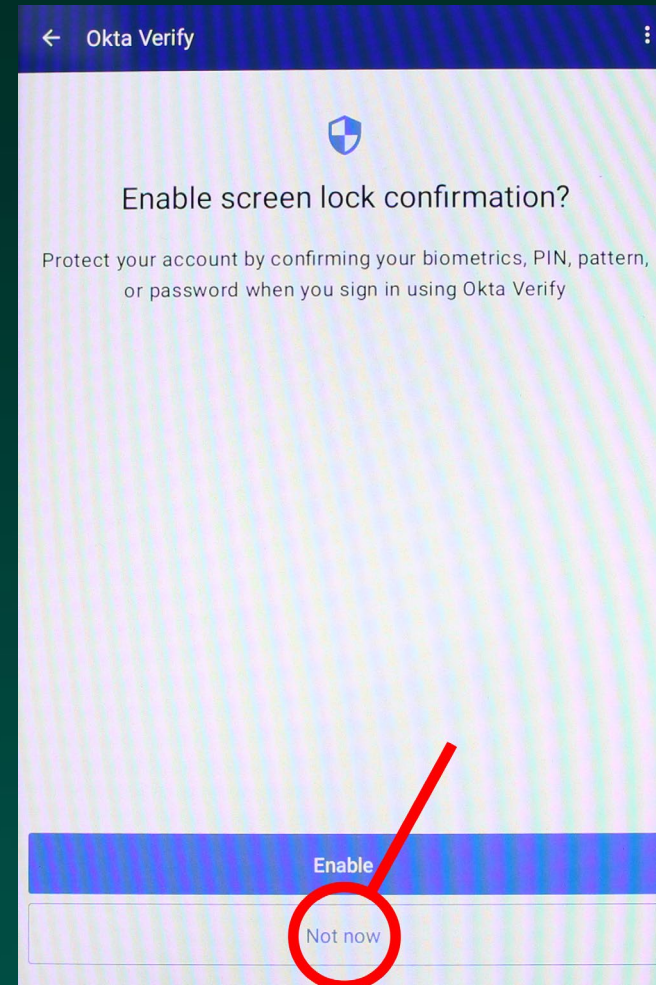 Okta Verify
Enable screen lock confirmation?
Protect your account by confirming your biometrics, PIN, pattern,
or password when you sign in using Okta Verify
Enable
Not now